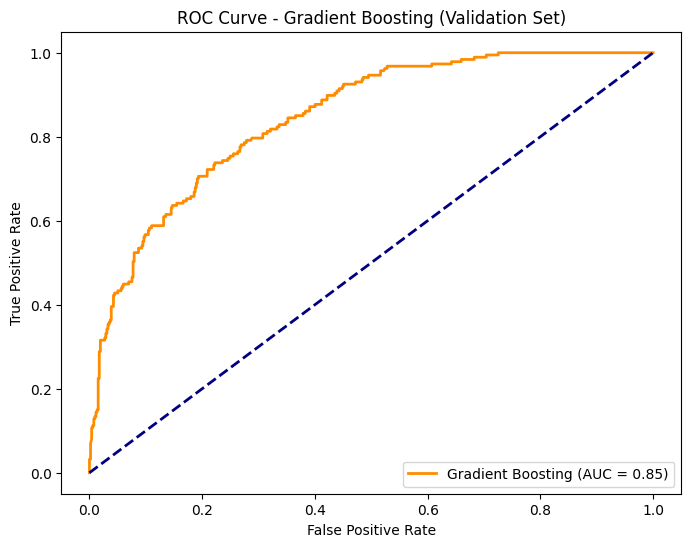 ROC Curve - Gradient Boosting (Validation Set)
1.0
0.8
0.6
0.4
0.2
0.0
True Positive Rate
Gradient Boosting (AUC = 0.85)
0.0 0.2 0.4 0.6 0.8 1.0
False Positive Rate